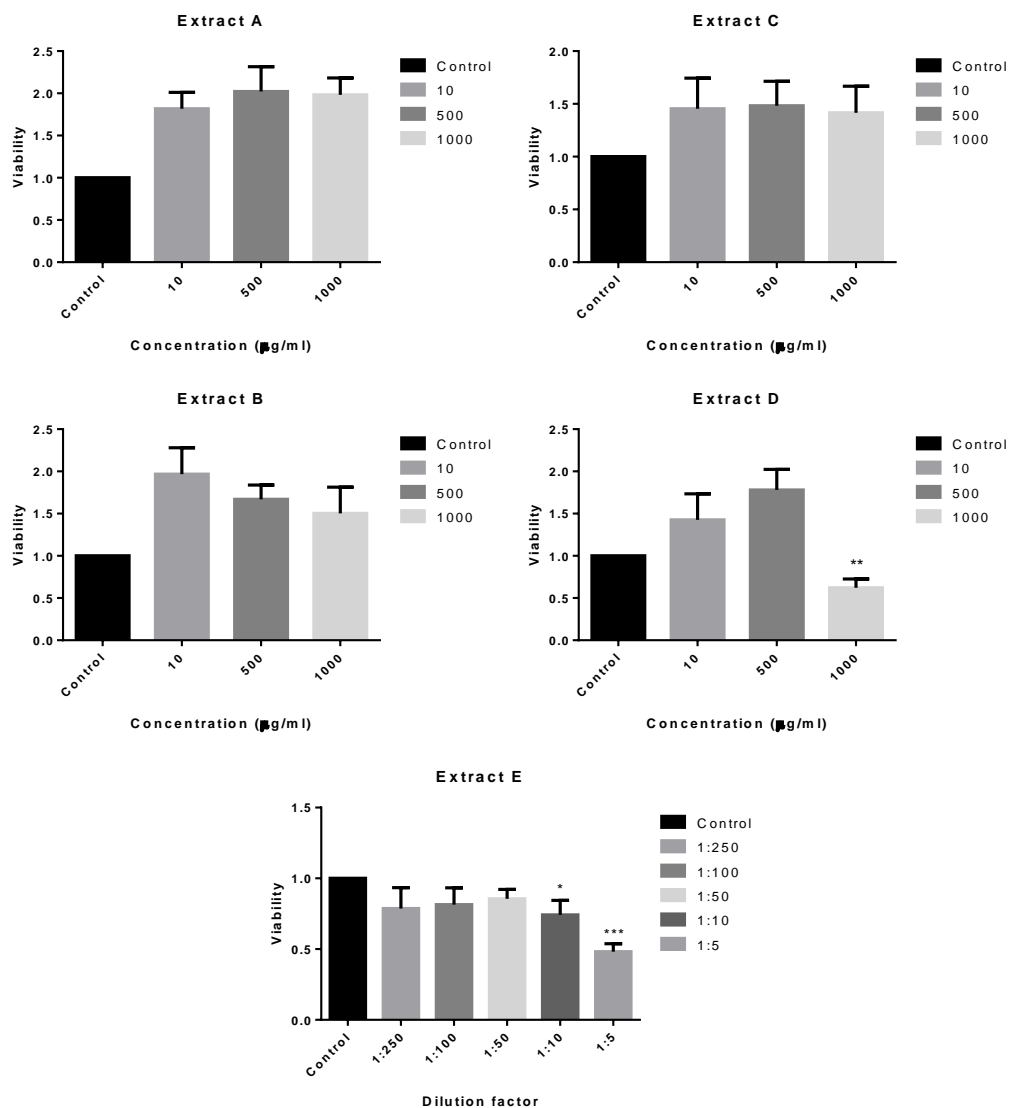 Extract A
Viability
2.5
2.0
1.5
1.0
0.5
0.0
Control
10
500
1000
Concentration (μg/ml)
Control
10
500
1000
Extract C
Viability
2.0
1.5
1.0
0.5
0.0
Control
10
500
1000
Concentration (μg/ml)
Control
10
500
1000
Extract B
Viability
2.5
2.0
1.5
1.0
0.5
0.0
Control
10
500
1000
Concentration (μg/ml)
Control
10
500
1000
Extract D
Viability
2.5
2.0
1.5
1.0
0.5
0.0
**
Control
10
500
1000
Concentration (μg/ml)
Control
10
500
1000
Extract E
Viability
1.5
1.0
0.5
0.0
*
***
Control
1:250
1:100
1:50
1:10
1:5
Dilution factor
Control
1:250
1:100
1:50
1:10
1:5